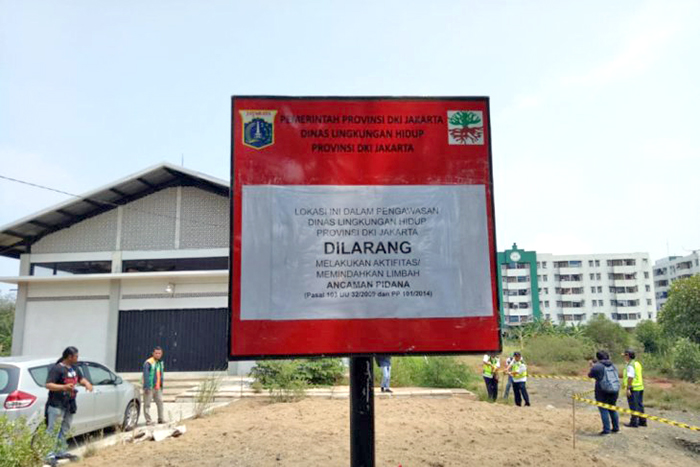 PEMERINTAH PROVINSI DKI JAKARTA
DINAS LINGKUNGAN HIDUP
PROVINSI DKI JAKARTA
LOKASI INI DALAM PENGAWASAN
DINAS LINGKUNGAN HIDUP
PROVINSI DKI JAKARTA
DILARANG
MELAKUKAN AKTIFITAS/
MEMINDAHKAN LIMBAH
ANCAMAN PIDANA
(Pasal 103 UU 32/2009 dan PP 101/2014)